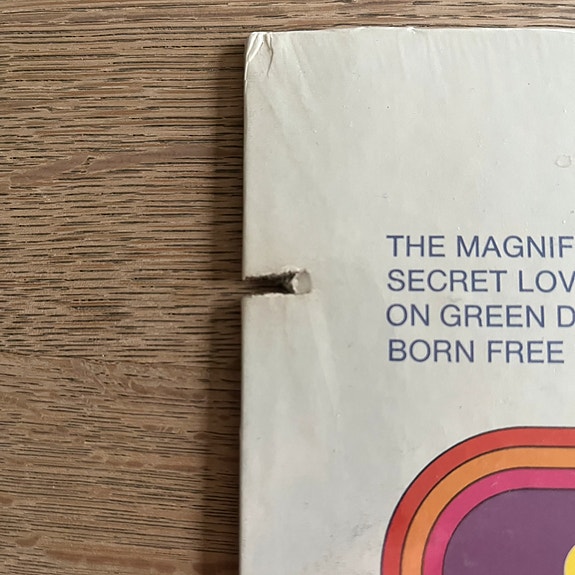 THE MAGNIF
SECRET LOV
ON GREEN D
BORN FREE